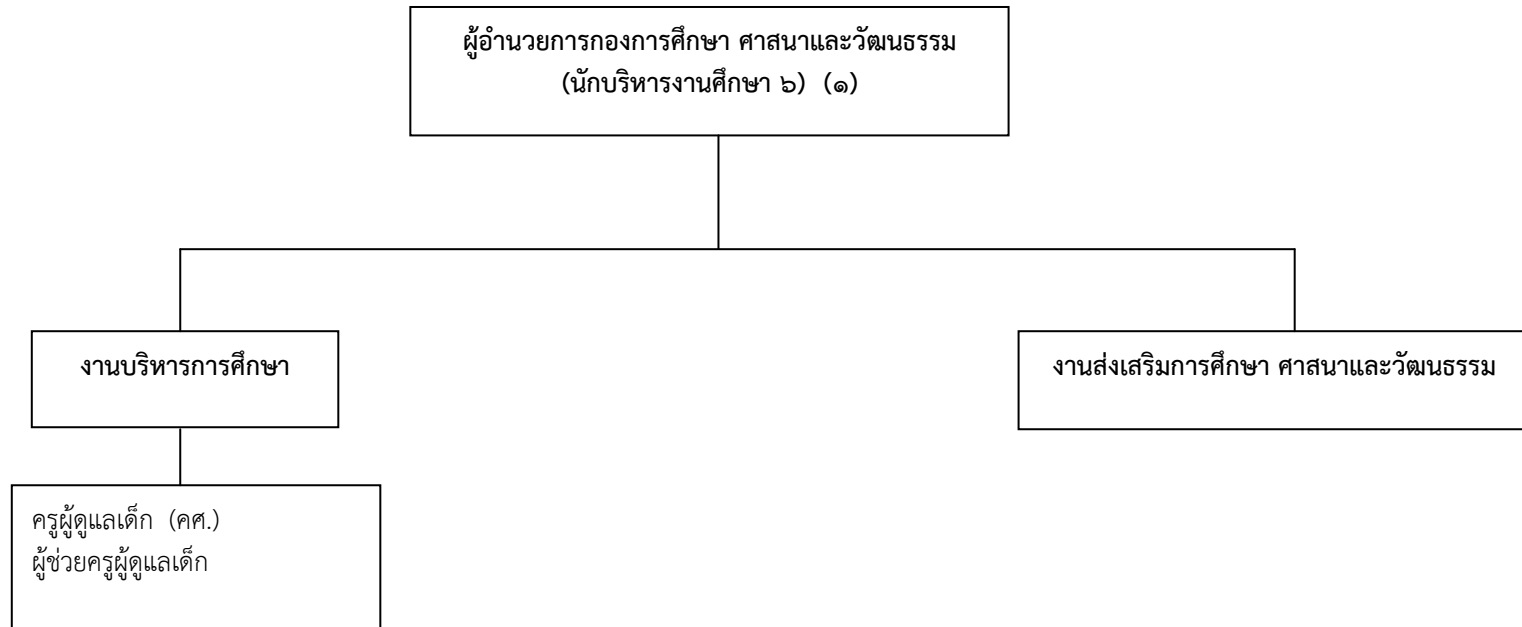 ผู้อำนวยการกองการศึกษา ศาสนาและวัฒนธรรม
(นักบริหารงานศึกษา ๖) (๑)
งานบริหารการศึกษา
งานส่งเสริมการศึกษา ศาสนาและวัฒนธรรม
ครูผู้ดูแลเด็ก (คศ.)
ผู้ช่วยครูผู้ดูแลเด็ก